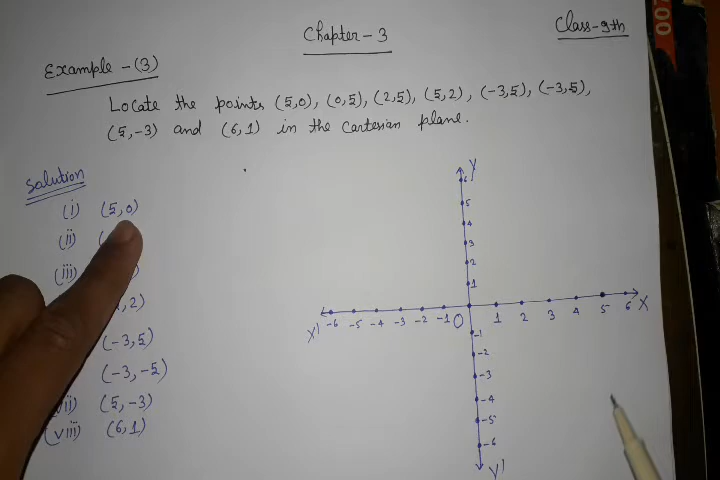 Chapter-3
Class-9th
Example-(3)
Locate the points (5,0), (0,5), (2,5), (5,2), (-3,5), (-3,5),
(5,-3) and (6,1) in the Cartesian plane.
Solution
(i) (5,0)
(ii) (
(iii) )
,2)
(-3,5)
(-3,-5)
(vii) (5,-3)
(viii) (6,1)
Y
6
5
4
3
2
1
X' -6 -5 -4 -3 -2 -1 O 1 2 3 4 5 6 X
-1
-2
-3
-4
-5
-6
Y'